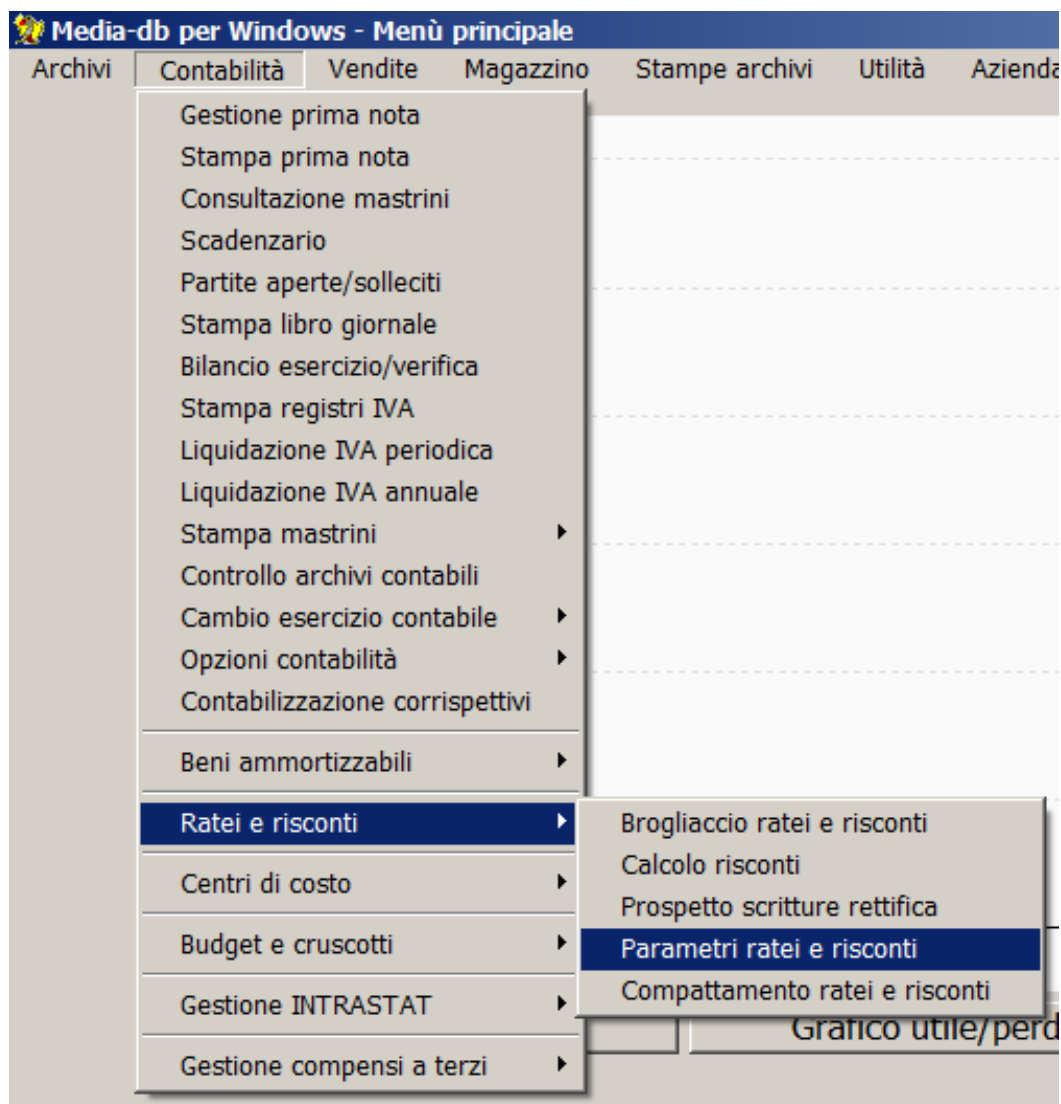 Media-db per Windows - Menù principale
Archivi Contabilità Vendite Magazzino Stampe archivi Utilità Azienda
Gestione prima nota
Stampa prima nota
Consultazione mastrini
Scadenzario
Partite aperte/solleciti
Stampa libro giornale
Bilancio esercizio/verifica
Stampa registri IVA
Liquidazione IVA periodica
Liquidazione IVA annuale
Stampa mastrini
Controllo archivi contabili
Cambio esercizio contabile
Opzioni contabilità
Contabilizzazione corrispettivi
Beni ammortizzabili
Ratei e risconti
Centri di costo
Budget e cruscotti
Gestione INTRASTAT
Gestione compensi a terzi
Brogliaccio ratei e risconti
Calcolo risconti
Prospetto scritture rettifica
Parametri ratei e risconti
Compattamento ratei e risconti
Grafico utile/perd